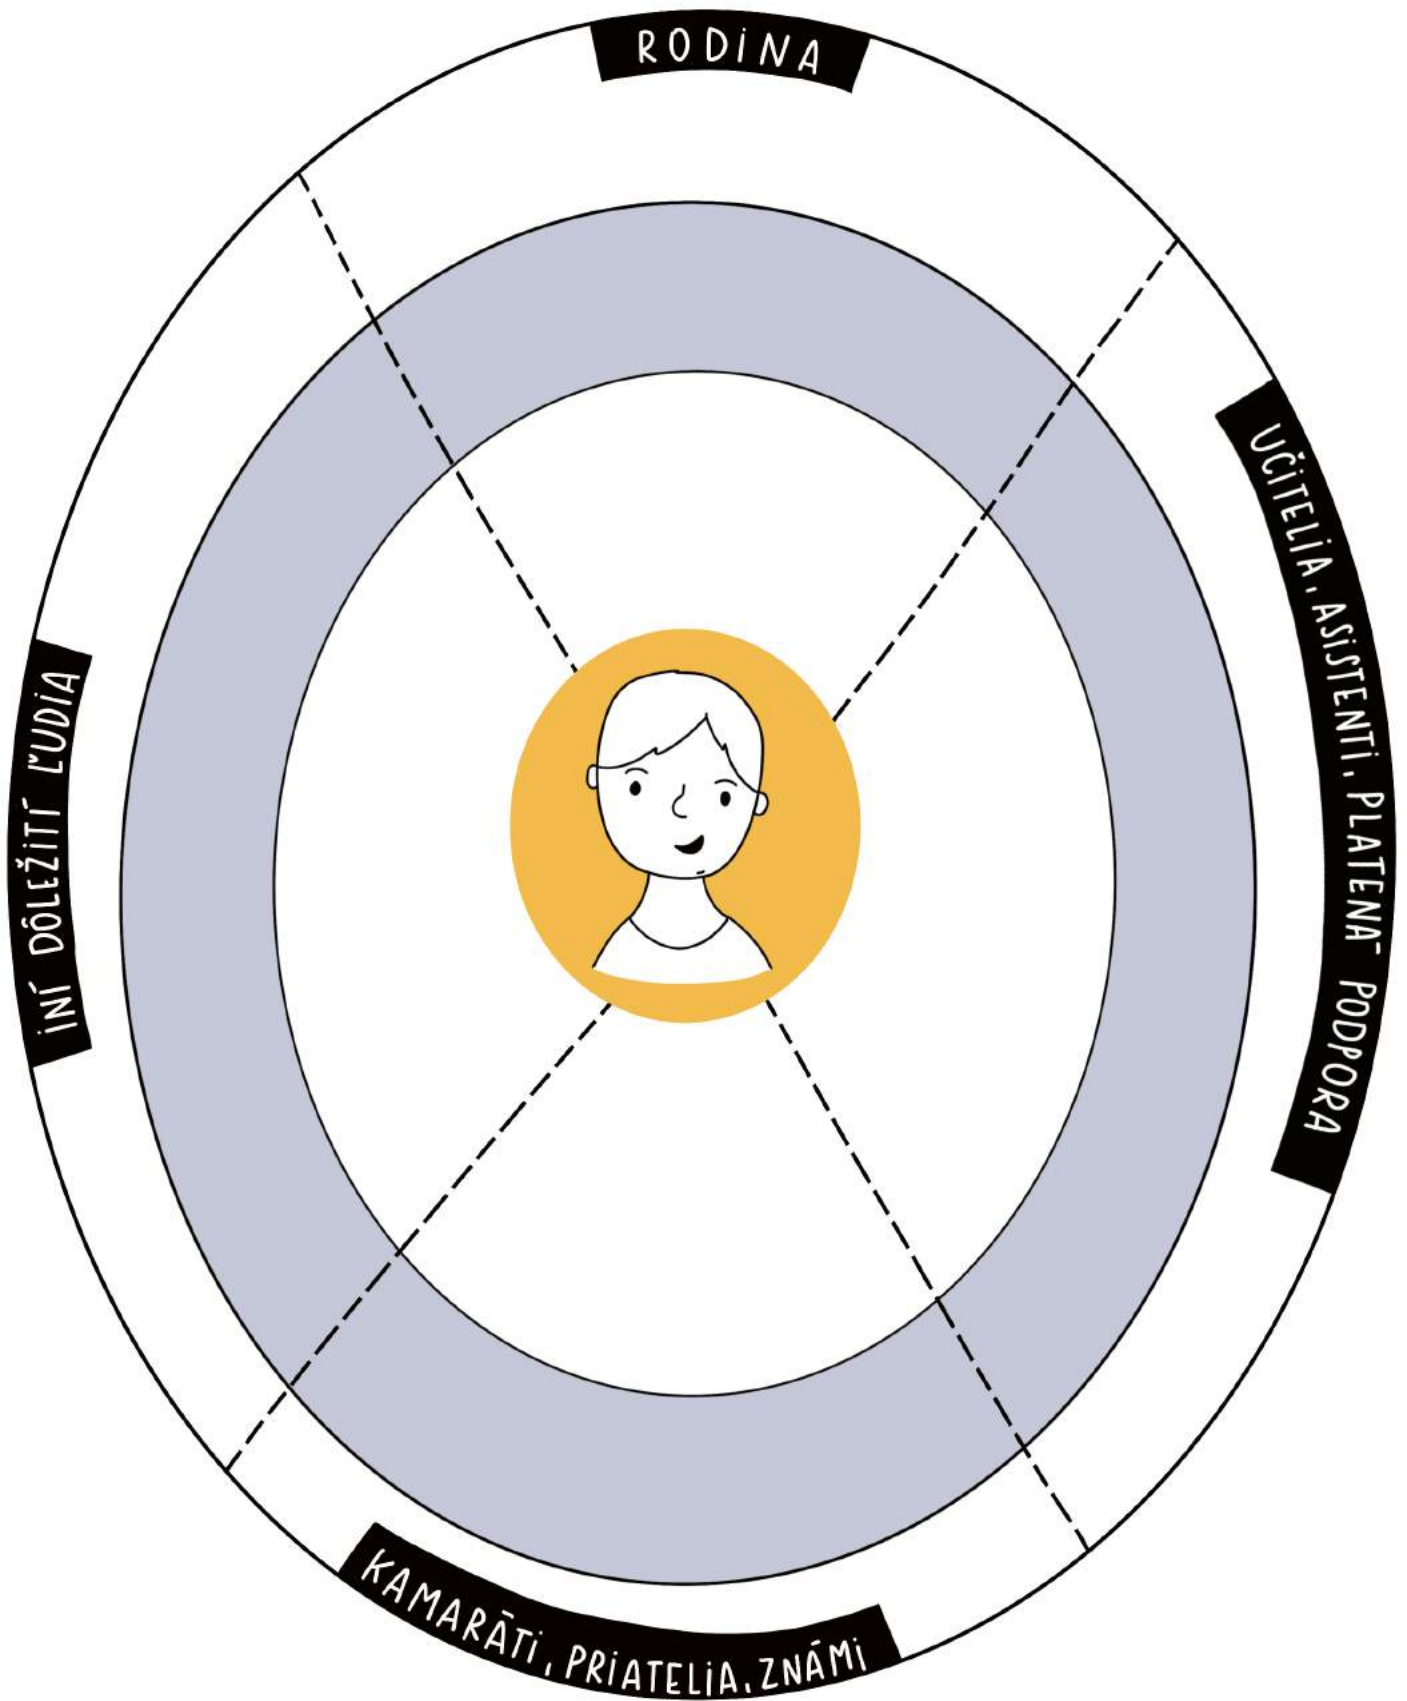 RODINA
UČITELIA, ASISTENTI, PLATENÁ PODPORA
INÍ DÔLEŽITÍ ĽUDIA
KAMARÁTI, PRIATELIA, ZNÁMI